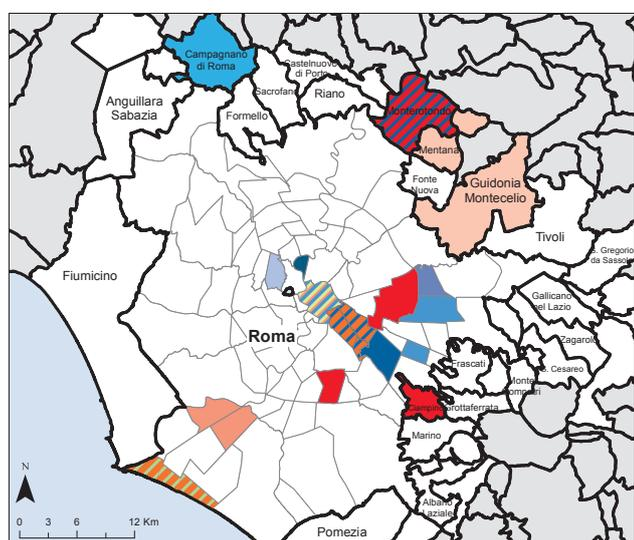 Campagnano
di Roma
Castelnuovo
di Porto
Sacrofano
Riano
Anguillara
Sabazia
Formello
Monterotondo
Mentana
Fonte
Nuova
Guidonia
Montecelio
Tivoli
S. Gregorio
da Sassola
Fiumicino
Gallicano
nel Lazio
Roma
Zagarolo
Frascati
S. Cesareo
Monte
Compatri
Ciampino
Grottaferrata
Marino
Albano
Laziale
Pomezia
N
0 3 6 12 Km